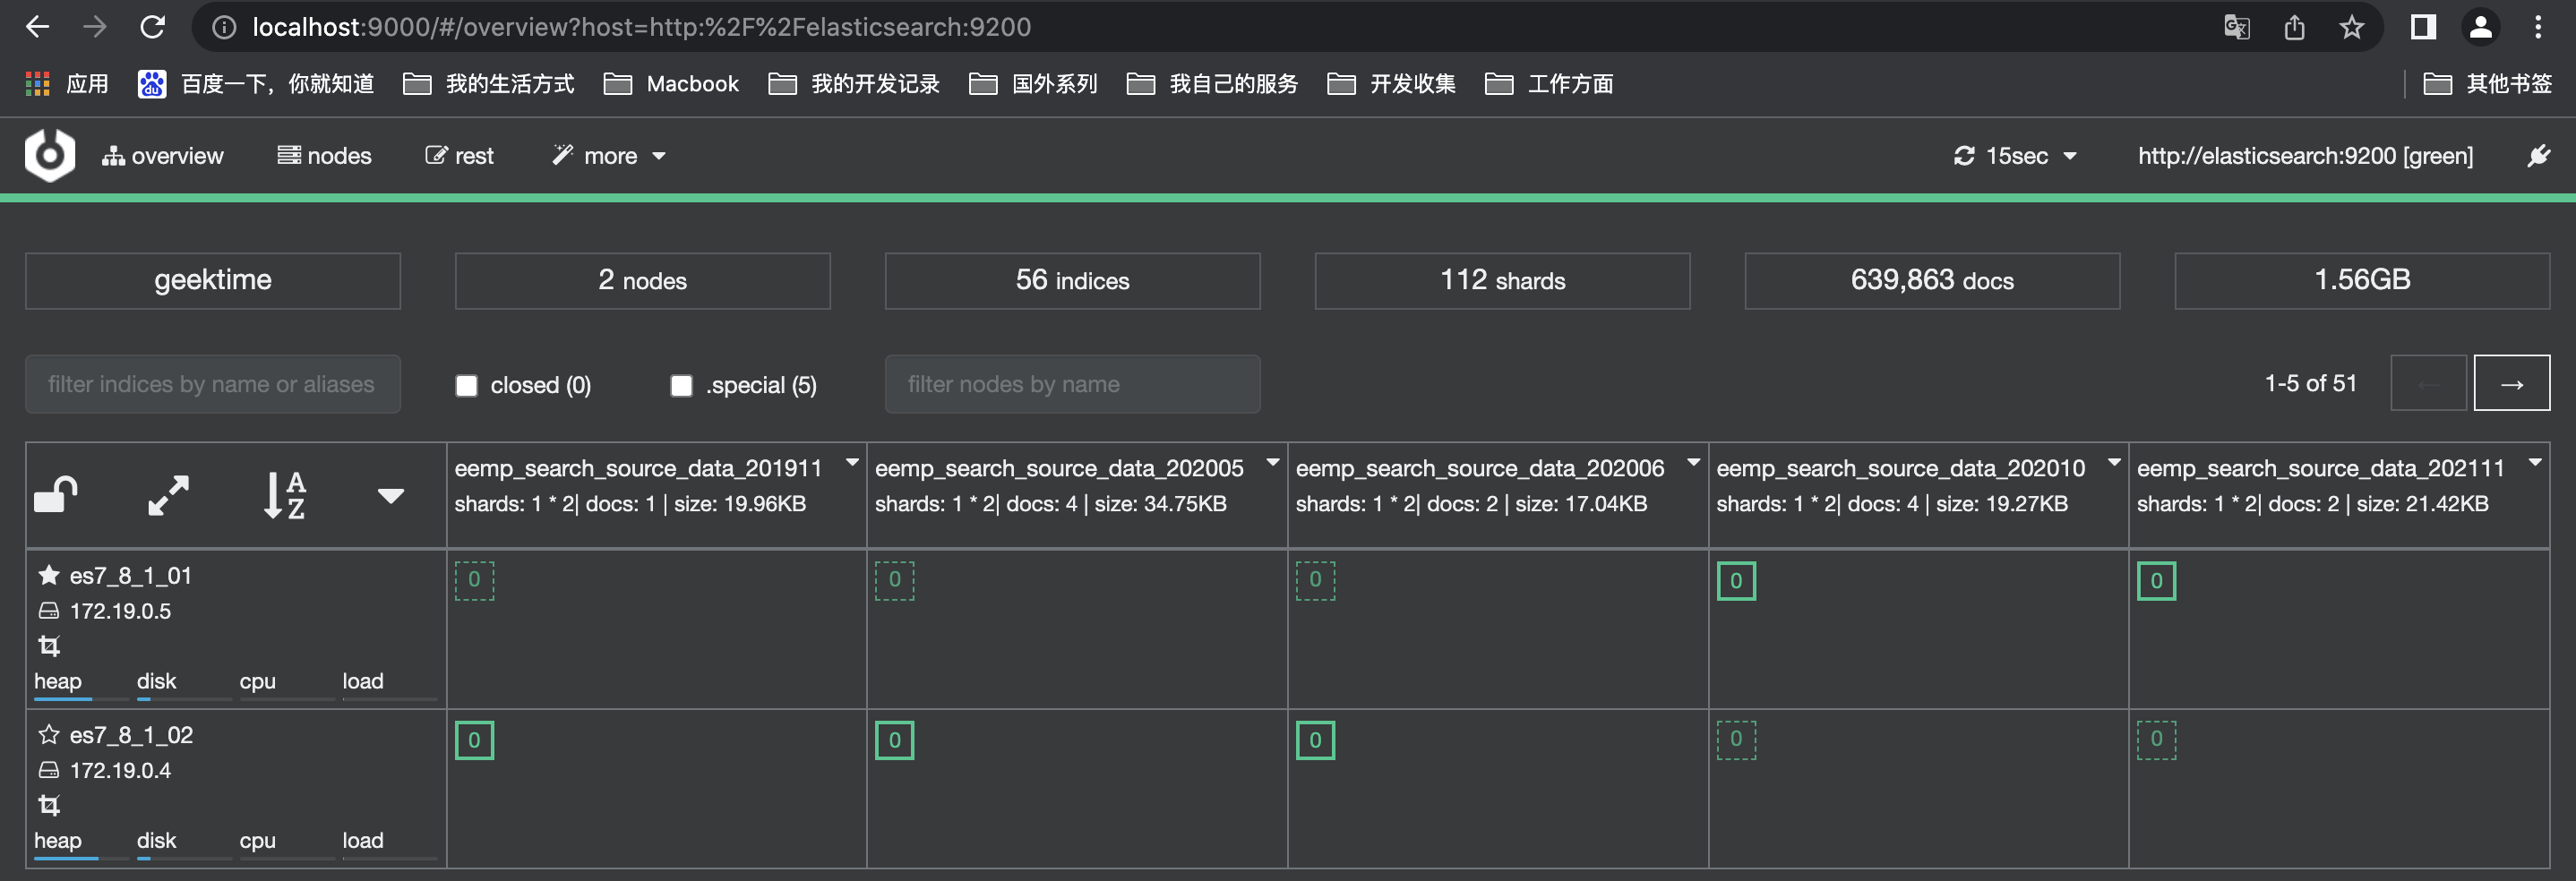 localhost:9000/#/overview?host=http:%2F%2Felasticsearch:9200
应用 百度一下，你就知道 我的生活方式 Macbook 我的开发记录 国外系列 我自己的服务 开发收集 工作方面 其他书签
overview nodes rest more 15sec http://elasticsearch:9200 [green]
geektime 2 nodes 56 indices 112 shards 639,863 docs 1.56GB
filter indices by name or aliases closed (0) .special (5) filter nodes by name 1-5 of 51 ← →
eemp_search_source_data_201911 eemp_search_source_data_202005 eemp_search_source_data_202006 eemp_search_source_data_202010 eemp_search_source_data_202111
shards: 1 * 2| docs: 1 | size: 19.96KB shards: 1 * 2| docs: 4 | size: 34.75KB shards: 1 * 2| docs: 2 | size: 17.04KB shards: 1 * 2| docs: 4 | size: 19.27KB shards: 1 * 2| docs: 2 | size: 21.42KB
es7_8_1_01 0 0 0 0 0
172.19.0.5
heap disk cpu load
es7_8_1_02 0 0 0 0 0
172.19.0.4
heap disk cpu load